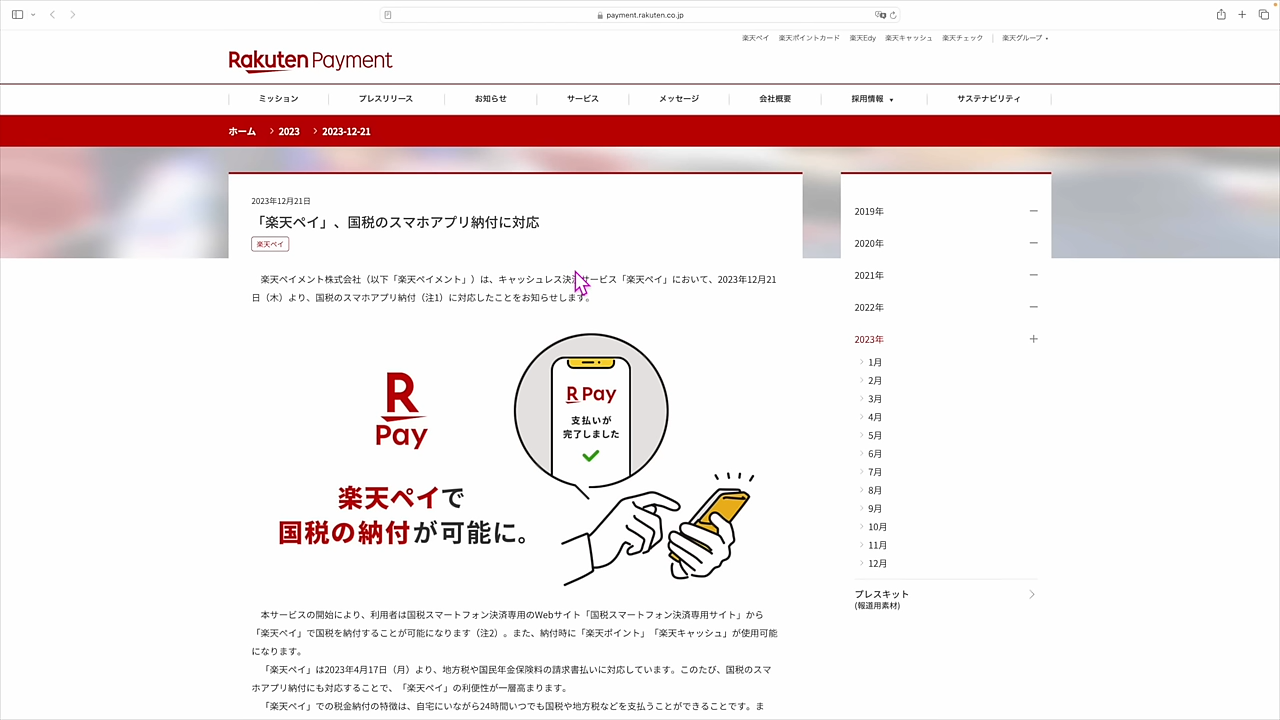 payment.rakuten.co.jp
楽天ペイ 楽天ポイントカード 楽天Edy 楽天キャッシュ 楽天チェック 楽天グループ
Rakuten Payment
ミッション プレスリリース お知らせ サービス メッセージ 会社概要 採用情報 ▼ サステナビリティ
ホーム 2023 2023-12-21
2023年12月21日
「楽天ペイ」、国税のスマホアプリ納付に対応
楽天ペイ
楽天ペイメント株式会社（以下「楽天ペイメント」）は、キャッシュレス決済サービス「楽天ペイ」において、2023年12月21
日（木）より、国税のスマホアプリ納付（注1）に対応したことをお知らせします。
R Pay
支払いが
完了しました
R
Pay
楽天ペイで
国税の納付が可能に。
本サービスの開始により、利用者は国税スマートフォン決済専用のWebサイト「国税スマートフォン決済専用サイト」から
「楽天ペイ」で国税を納付することが可能になります（注2）。また、納付時に「楽天ポイント」「楽天キャッシュ」が使用可能
になります。
「楽天ペイ」は2023年4月17日（月）より、地方税や国民年金保険料の請求書払いに対応しています。このたび、国税のスマ
ホアプリ納付にも対応することで、「楽天ペイ」の利便性が一層高まります。
「楽天ペイ」での税金納付の特徴は、自宅にいながら24時間いつでも国税や地方税などを支払うことができることです。ま
2019年
2020年
2021年
2022年
2023年
1月
2月
3月
4月
5月
6月
7月
8月
9月
10月
11月
12月
プレスキット
(報道用素材)